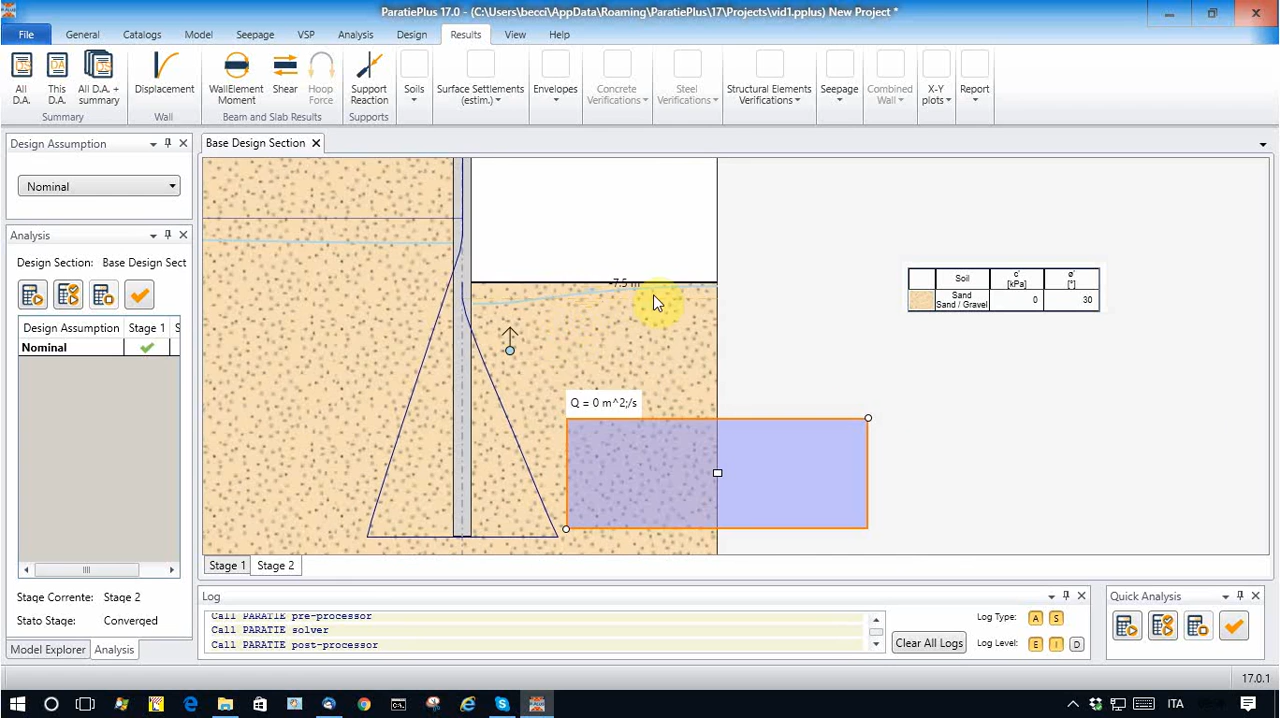 ParatiePlus 17.0 - (C:\Users\becci\AppData\Roaming\ParatiePlus\17\Projects\vid1.pplus) New Project *
File General Catalogs Model Seepage VSP Analysis Design Results View Help
All D.A.
This D.A.
All D.A. + summary
Displacement
WallElement Moment
Shear
Hoop Force
Support Reaction
Soils
Surface Settlements (estim.)
Envelopes
Concrete Verifications
Steel Verifications
Structural Elements Verifications
Seepage
Combined Wall
X-Y plots
Report
Summary
Wall
Beam and Slab Results
Supports
Design Assumption
Nominal
Analysis
Design Section: Base Design Sect
Design Assumption Stage 1 S
Nominal
Stage Corrente: Stage 2
Stato Stage: Converged
Model Explorer Analysis
Base Design Section
-7.5 m
Q = 0 m^2;/s
Soil c' [kPa] ø' [°]
Sand Sand / Gravel 0 30
Stage 1 Stage 2
Log
Call PARATIE pre-processor
Call PARATIE solver
Call PARATIE post-processor
Clear All Logs
Log Type: A S
Log Level: E I D
Quick Analysis
17.0.1
ITA